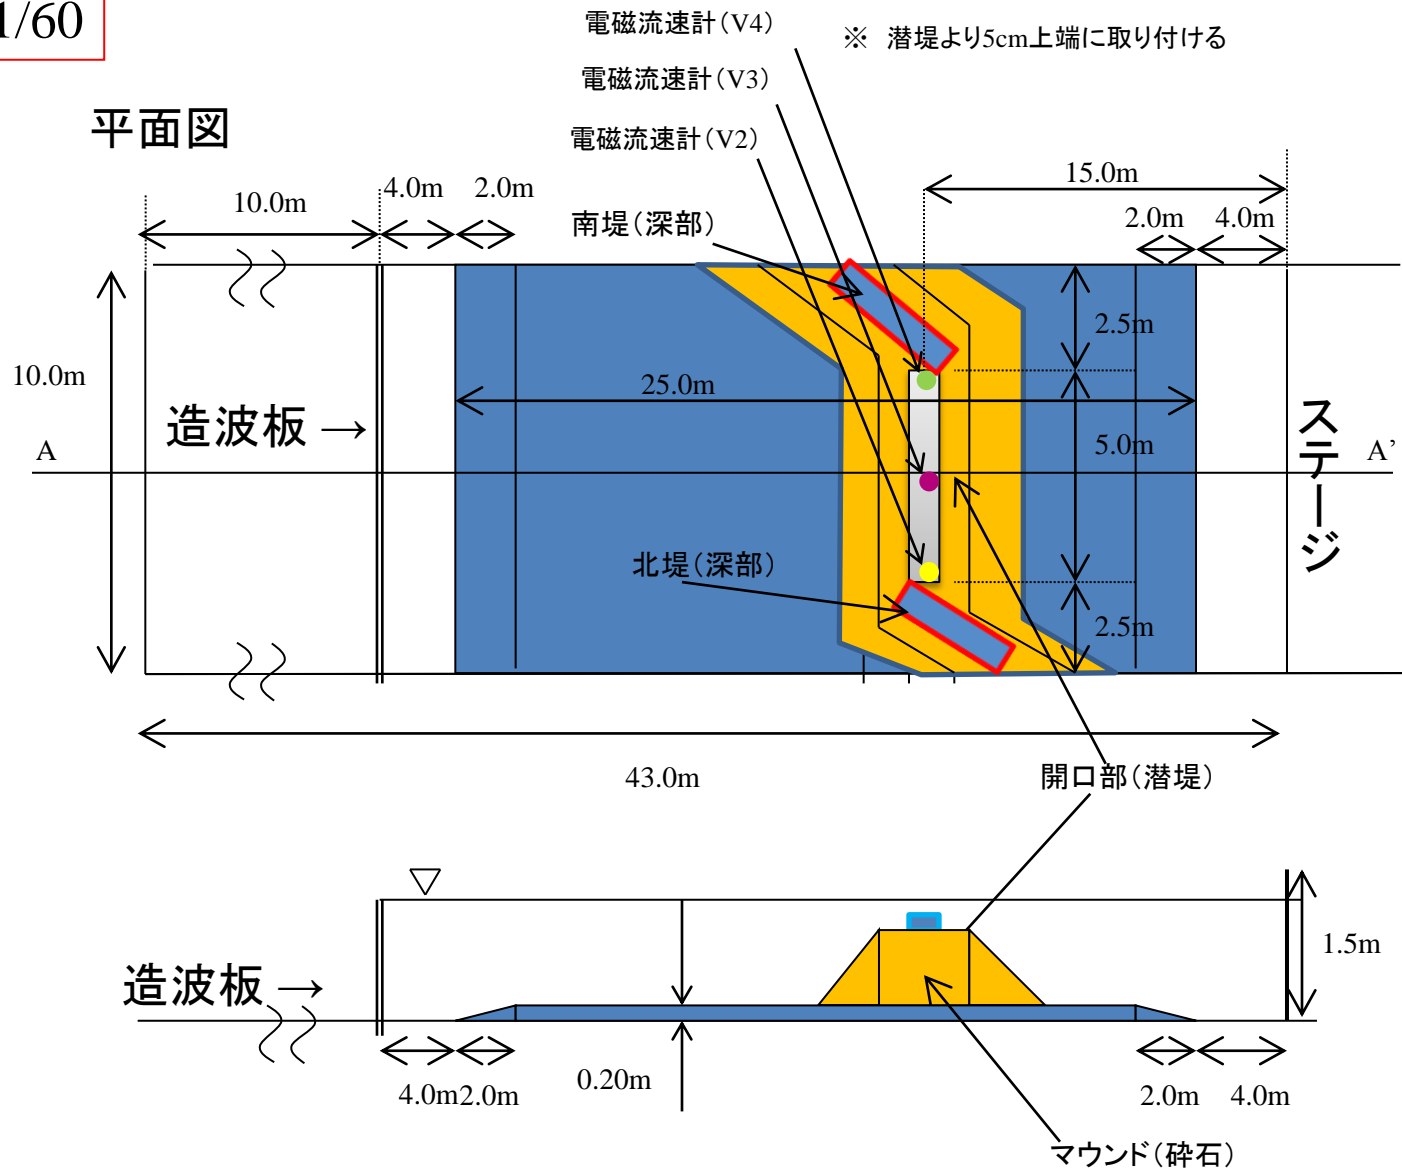 1/60
電磁流速計(V4)
※ 潜堤より5cm上端に取り付ける
電磁流速計(V3)
平面図
電磁流速計(V2)
15.0m
10.0m
4.0m
2.0m
南堤(深部)
2.0m
4.0m
2.5m
10.0m
25.0m
造波板→
5.0m
ステージ
A
A’
北堤(深部)
2.5m
43.0m
開口部(潜堤)
▽
1.5m
造波板→
4.0m
2.0m
0.20m
2.0m
4.0m
マウンド(砕石)